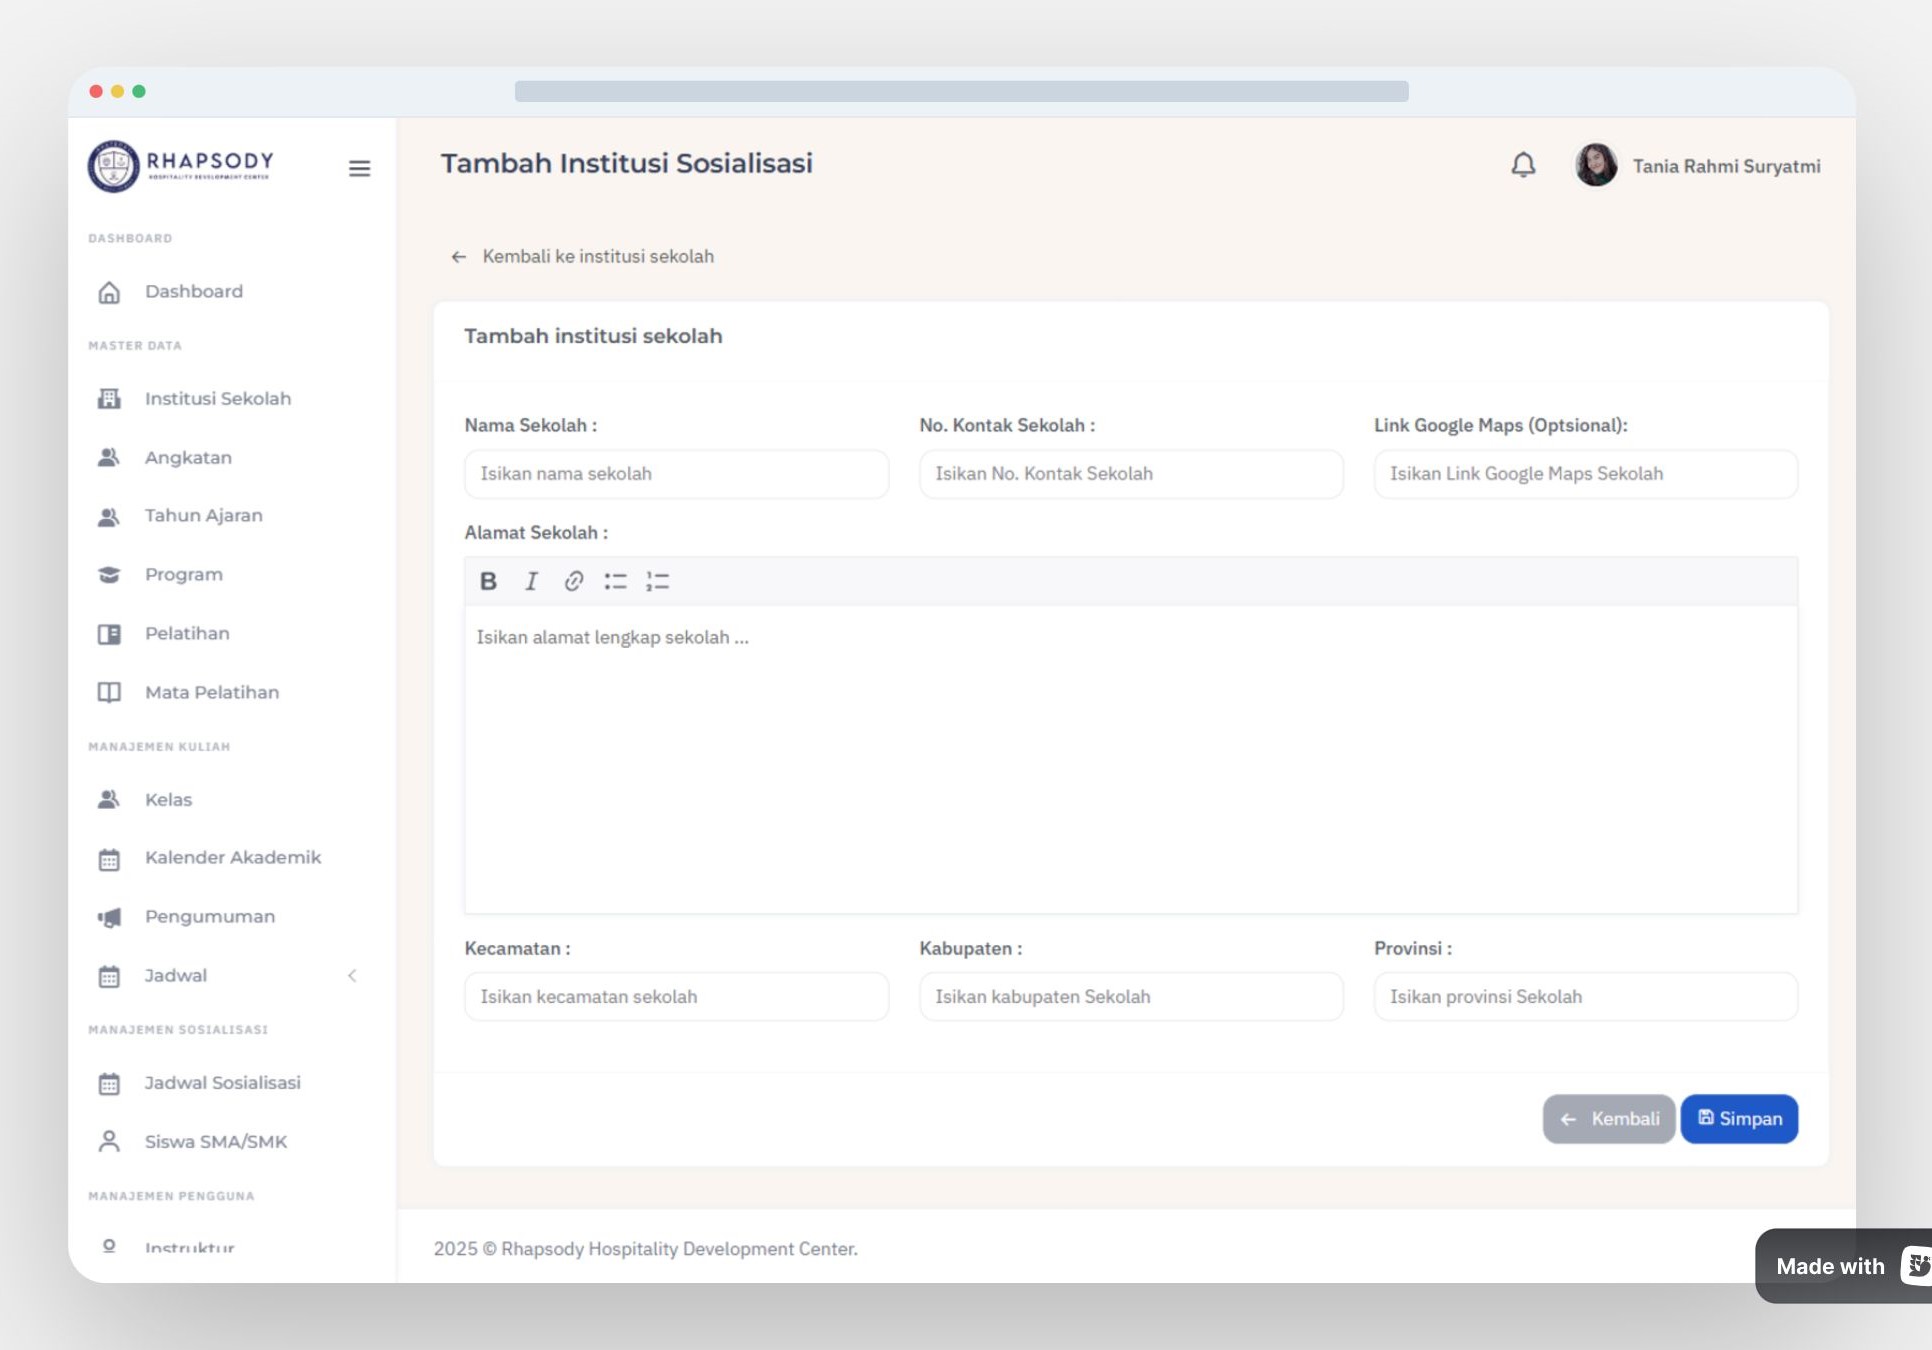 RHAPSODY
HOSPITALITY DEVELOPMENT CENTER
Tambah Institusi Sosialisasi
Tania Rahmi Suryatmi
DASHBOARD
Dashboard
MASTER DATA
Institusi Sekolah
Angkatan
Tahun Ajaran
Program
Pelatihan
Mata Pelatihan
MANAJEMEN KULIAH
Kelas
Kalender Akademik
Pengumuman
Jadwal
MANAJEMEN SOSIALISASI
Jadwal Sosialisasi
Siswa SMA/SMK
MANAJEMEN PENGGUNA
Instruktur
← Kembali ke institusi sekolah
Tambah institusi sekolah
Nama Sekolah :
Isikan nama sekolah
No. Kontak Sekolah :
Isikan No. Kontak Sekolah
Link Google Maps (Optsional):
Isikan Link Google Maps Sekolah
Alamat Sekolah :
B I
Isikan alamat lengkap sekolah ...
Kecamatan :
Isikan kecamatan sekolah
Kabupaten :
Isikan kabupaten Sekolah
Provinsi :
Isikan provinsi Sekolah
← Kembali
Simpan
2025 © Rhapsody Hospitality Development Center.
Made with